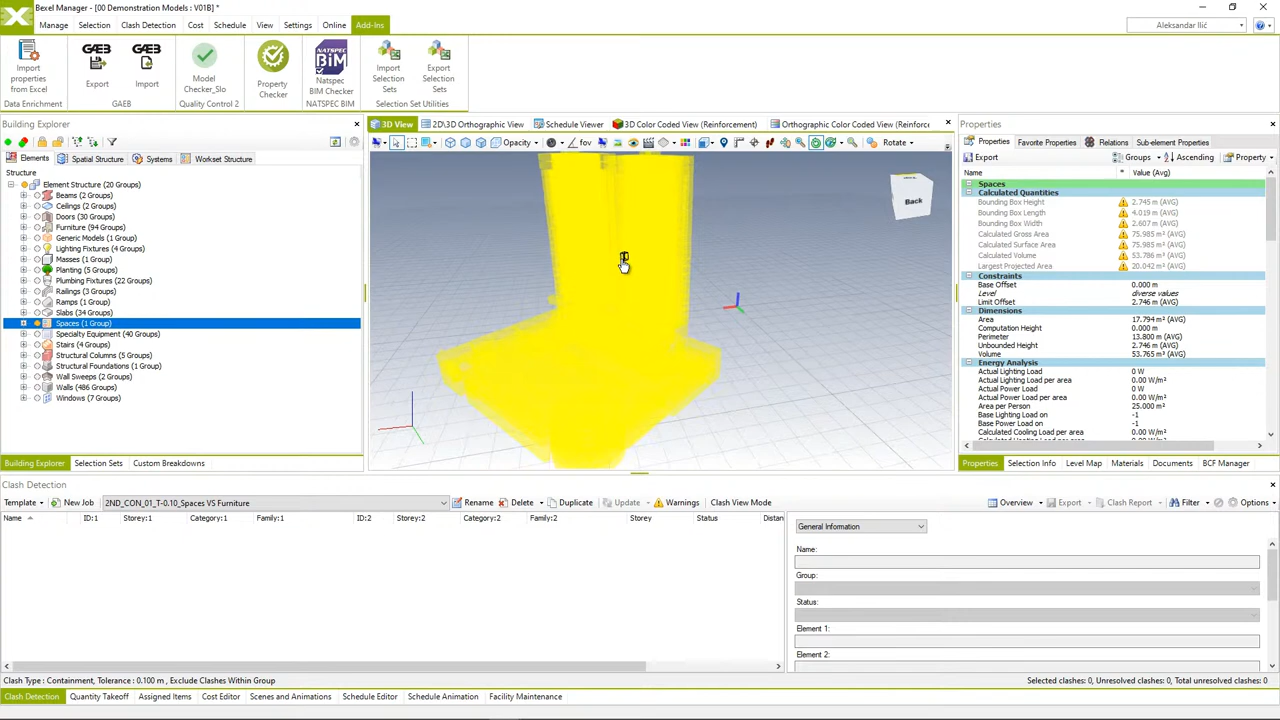 Bexel Manager - [00 Demonstration Models : V01B] *
Manage
Selection
Clash Detection
Cost
Schedule
View
Settings
Online
Add-Ins
Aleksandar Ilić
Import properties from Excel
GAEB
Export
GAEB
Import
Model Checker_Slo
Property Checker
NATSPEC BIM
Natspec BIM Checker
Import Selection Sets
Export Selection Sets
Data Enrichment
GAEB
Quality Control 2
NATSPEC BIM
Selection Set Utilities
Building Explorer
Elements
Spatial Structure
Systems
Workset Structure
Structure
Element Structure (20 Groups)
Beams (2 Groups)
Ceilings (2 Groups)
Doors (30 Groups)
Furniture (94 Groups)
Generic Models (1 Group)
Lighting Fixtures (4 Groups)
Masses (1 Group)
Planting (5 Groups)
Plumbing Fixtures (22 Groups)
Railings (3 Groups)
Ramps (1 Group)
Slabs (34 Groups)
Spaces (1 Group)
Specialty Equipment (40 Groups)
Stairs (4 Groups)
Structural Columns (5 Groups)
Structural Foundations (1 Group)
Wall Sweeps (2 Groups)
Walls (486 Groups)
Windows (7 Groups)
Building Explorer
Selection Sets
Custom Breakdowns
3D View
2D\3D Orthographic View
Schedule Viewer
3D Color Coded View (Reinforcement)
Orthographic Color Coded View (Reinforc
Opacity
fov
Rotate
Back
Properties
Properties
Favorite Properties
Relations
Sub-element Properties
Export
Groups
Ascending
Property
Name * Value (Avg)
Spaces
Calculated Quantities
Bounding Box Height 2.745 m (AVG)
Bounding Box Length 4.019 m (AVG)
Bounding Box Width 2.607 m (AVG)
Calculated Gross Area 75.985 m² (AVG)
Calculated Surface Area 75.985 m² (AVG)
Calculated Volume 53.786 m³ (AVG)
Largest Projected Area 20.042 m² (AVG)
Constraints
Base Offset 0.000 m
Level diverse values
Limit Offset 2.746 m (AVG)
Dimensions
Area 17.794 m² (AVG)
Computation Height 0.000 m
Perimeter 13.800 m (AVG)
Unbounded Height 2.746 m (AVG)
Volume 53.765 m³ (AVG)
Energy Analysis
Actual Lighting Load 0 W
Actual Lighting Load per area 0.00 W/m²
Actual Power Load 0 W
Actual Power Load per area 0.00 W/m²
Area per Person 25.000 m²
Base Lighting Load on -1
Base Power Load on -1
Calculated Cooling Load per area 0.00 W/m²
Properties
Selection Info
Level Map
Materials
Documents
BCF Manager
Clash Detection
Template
New Job
2ND_CON_01_T-0.10_Spaces VS Furniture
Rename
Delete
Duplicate
Update
Warnings
Clash View Mode
Overview
Export
Clash Report
Filter
Options
Name ID:1 Storey:1 Category:1 Family:1 ID:2 Storey:2 Category:2 Family:2 Storey Status Distan
General Information
Name:
Group:
Status:
Element 1:
Element 2:
Clash Type : Containment, Tolerance : 0.100 m , Exclude Clashes Within Group
Selected clashes: 0, Unresolved clashes: 0, Total unresolved clashes: 0
Clash Detection
Quantity Takeoff
Assigned Items
Cost Editor
Scenes and Animations
Schedule Editor
Schedule Animation
Facility Maintenance